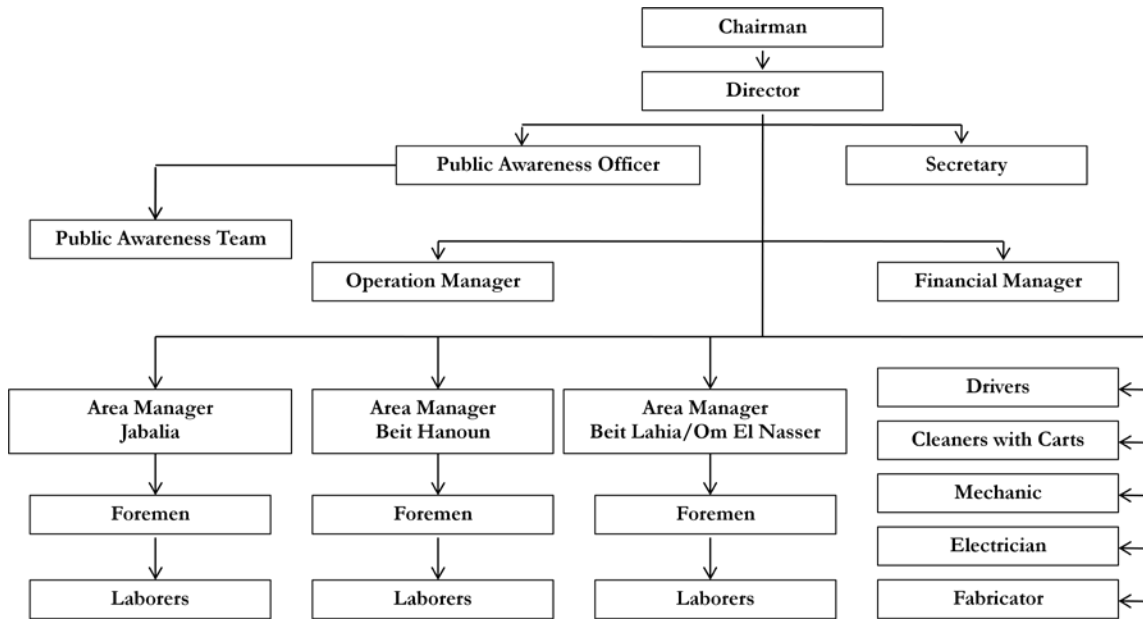 Chairman
Director
Public Awareness Officer
Secretary
Public Awareness Team
Operation Manager
Financial Manager
Area Manager
Jabalia
Area Manager
Beit Hanoun
Area Manager
Beit Lahia/Om El Nasser
Drivers
Cleaners with Carts
Foremen
Foremen
Foremen
Mechanic
Electrician
Laborers
Laborers
Laborers
Fabricator